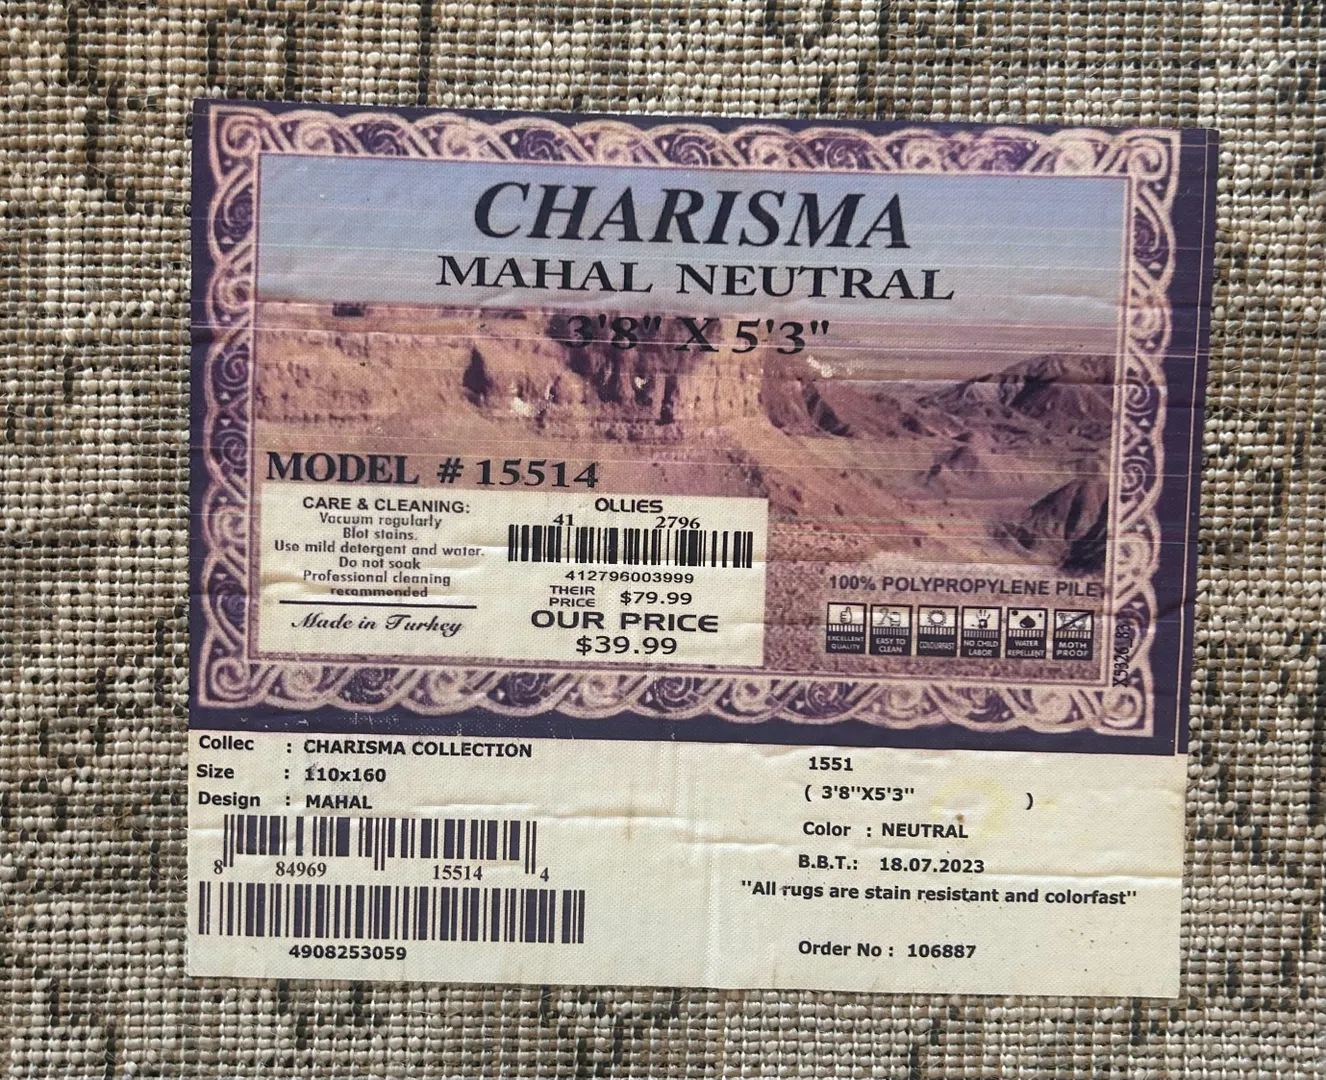 CHARISMA
MAHAL NEUTRAL
3'8" X 5'3"
MODEL # 15514
CARE & CLEANING:
Vacuum regularly
Blot stains.
Use mild detergent and water.
Do not soak
Professional cleaning
recommended
Made in Turkey
OLLIES
41 2796
412796003999
THEIR
PRICE $79.99
OUR PRICE
$39.99
100% POLYPROPYLENE PILE
EXCELLENT
QUALITY
EASY TO
CLEAN
COLOURFAST
NO CHILD
LABOR
WATER
REPELLENT
MOTH
PROOF
Collec : CHARISMA COLLECTION
Size : 110x160
Design : MAHAL
8 84969 15514 4
4908253059
1551
( 3'8''X5'3'' )
Color : NEUTRAL
B.B.T.: 18.07.2023
''All rugs are stain resistant and colorfast''
Order No : 106887